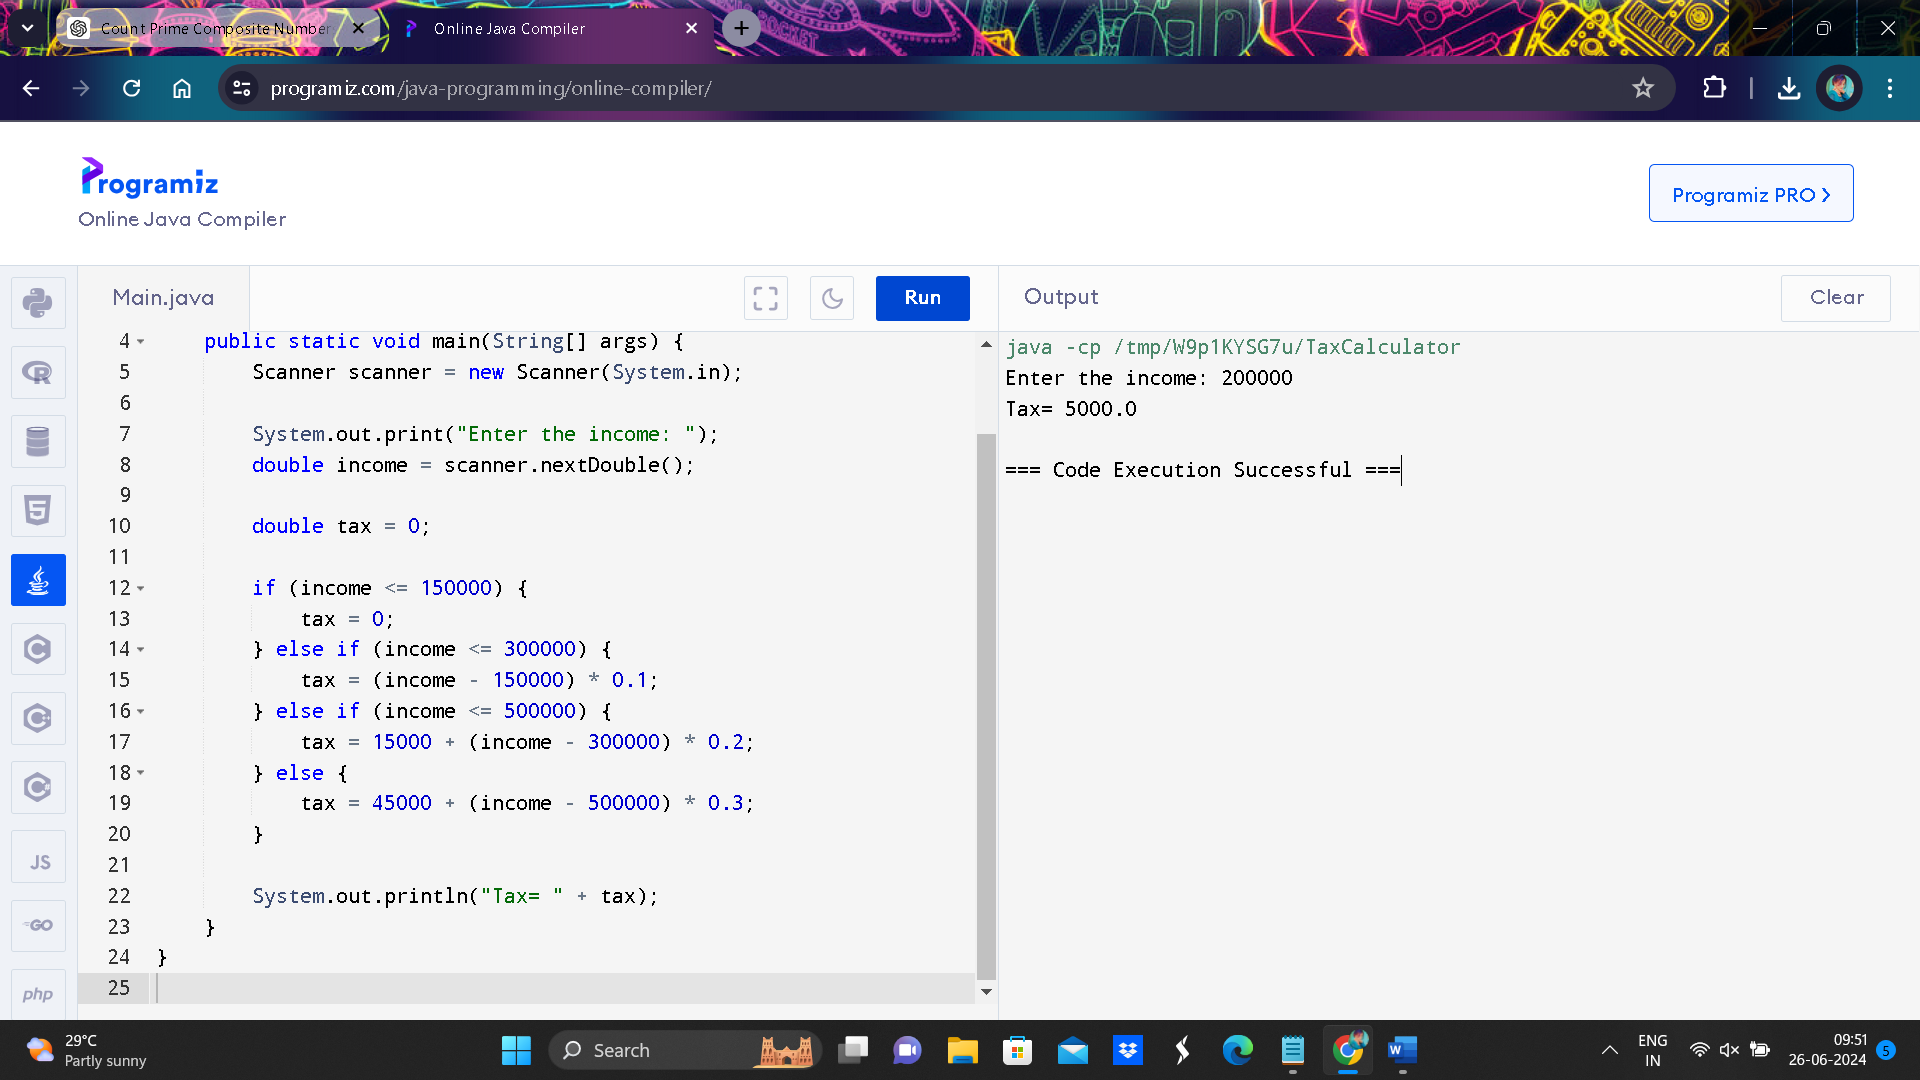 Count Prime Composite Number
Online Java Compiler
programiz.com/java-programming/online-compiler/
Programiz
Online Java Compiler
Programiz PRO
Main.java
Run
Output
Clear
4 public static void main(String[] args) {
5 Scanner scanner = new Scanner(System.in);
6
7 System.out.print("Enter the income: ");
8 double income = scanner.nextDouble();
9
10 double tax = 0;
11
12 if (income <= 150000) {
13 tax = 0;
14 } else if (income <= 300000) {
15 tax = (income - 150000) * 0.1;
16 } else if (income <= 500000) {
17 tax = 15000 + (income - 300000) * 0.2;
18 } else {
19 tax = 45000 + (income - 500000) * 0.3;
20 }
21
22 System.out.println("Tax= " + tax);
23 }
24 }
25
java -cp /tmp/W9p1KYSG7u/TaxCalculator
Enter the income: 200000
Tax= 5000.0
=== Code Execution Successful ===
R
5
C
C
C
JS
GO
php
29°C
Partly sunny
Search
W
ENG
IN
09:51
26-06-2024
5